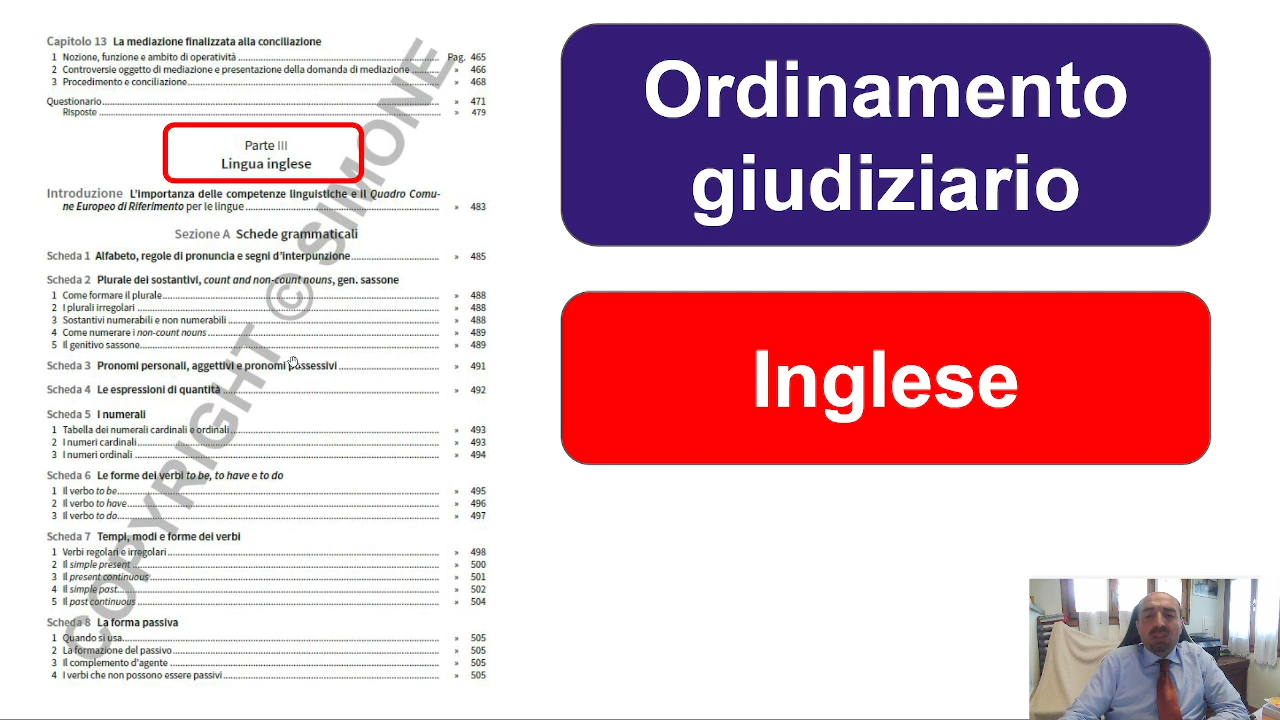 Capitolo 13 La mediazione finalizzata alla conciliazione
1 Nozione, funzione e ambito di operatività Pag. 465
2 Controversie oggetto di mediazione e presentazione della domanda di mediazione » 466
3 Procedimento e conciliazione » 468
Questionario » 471
Risposte » 479
Parte III
Lingua inglese
Introduzione L'importanza delle competenze linguistiche e il Quadro Comu-
ne Europeo di Riferimento per le lingue » 483
Sezione A Schede grammaticali
Scheda 1 Alfabeto, regole di pronuncia e segni d'interpunzione » 485
Scheda 2 Plurale dei sostantivi, count and non-count nouns, gen. sassone
1 Come formare il plurale » 488
2 I plurali irregolari » 488
3 Sostantivi numerabili e non numerabili » 488
4 Come numerare i non-count nouns » 489
5 Il genitivo sassone » 489
Scheda 3 Pronomi personali, aggettivi e pronomi possessivi » 491
Scheda 4 Le espressioni di quantità » 492
Scheda 5 I numerali
1 Tabella dei numerali cardinali e ordinali » 493
2 I numeri cardinali » 493
3 I numeri ordinali » 494
Scheda 6 Le forme dei verbi to be, to have e to do
1 Il verbo to be » 495
2 Il verbo to have » 496
3 Il verbo to do » 497
Scheda 7 Tempi, modi e forme dei verbi
1 Verbi regolari e irregolari » 498
2 Il simple present » 500
3 Il present continuous » 501
4 Il simple past » 502
5 Il past continuous » 504
Scheda 8 La forma passiva
1 Quando si usa » 505
2 La formazione del passivo » 505
3 Il complemento d'agente » 505
4 I verbi che non possono essere passivi » 505
COPYRIGHT © SIMONE
Ordinament
giudiziario
Inglese